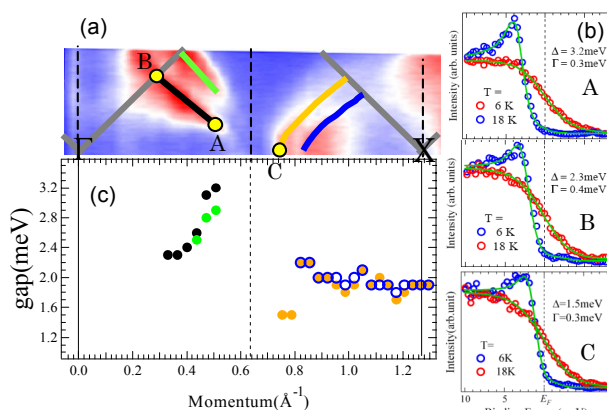 (a)
B
A
C
Γ
X
(c)
gap(meV)
3.2
2.8
2.4
2.0
1.6
1.2
0.0 0.2 0.4 0.6 0.8 1.0 1.2
Momentum(Å⁻¹)
(b)
Intensity (arb. units)
Δ = 3.2meV
Γ = 0.3meV
A
T =
6 K
18 K
Intensity (arb. units)
Δ = 2.3meV
Γ = 0.4meV
B
T =
6 K
18 K
Intensity(arb.unit)
Δ=1.5meV
Γ=0.3meV
C
T =
6K
18K
10 5 E_F